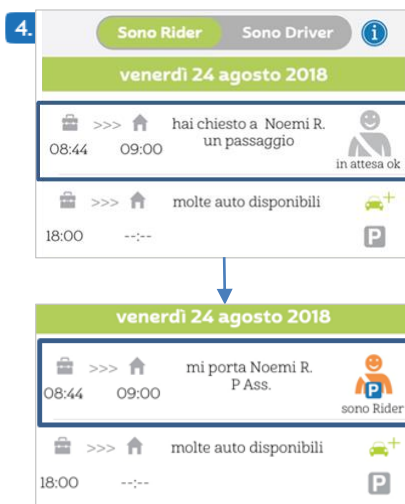 4.
Sono Rider Sono Driver i
venerdì 24 agosto 2018
>>> hai chiesto a Noemi R.
08:44 09:00 un passaggio
in attesa ok
>>> molte auto disponibili +
18:00 --:-- P
venerdì 24 agosto 2018
>>> mi porta Noemi R.
08:44 09:00 P Ass.
P
sono Rider
>>> molte auto disponibili +
18:00 --:-- P